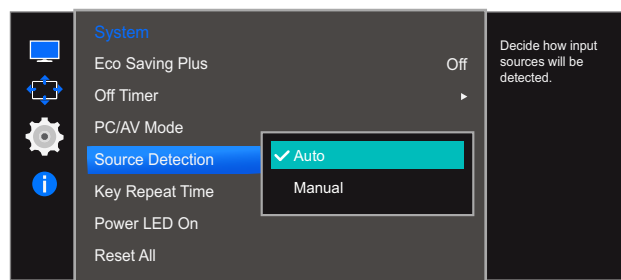 System
Eco Saving Plus Off
Off Timer
PC/AV Mode
Source Detection
Auto
Manual
Key Repeat Time
Power LED On
Reset All
Decide how input
sources will be
detected.